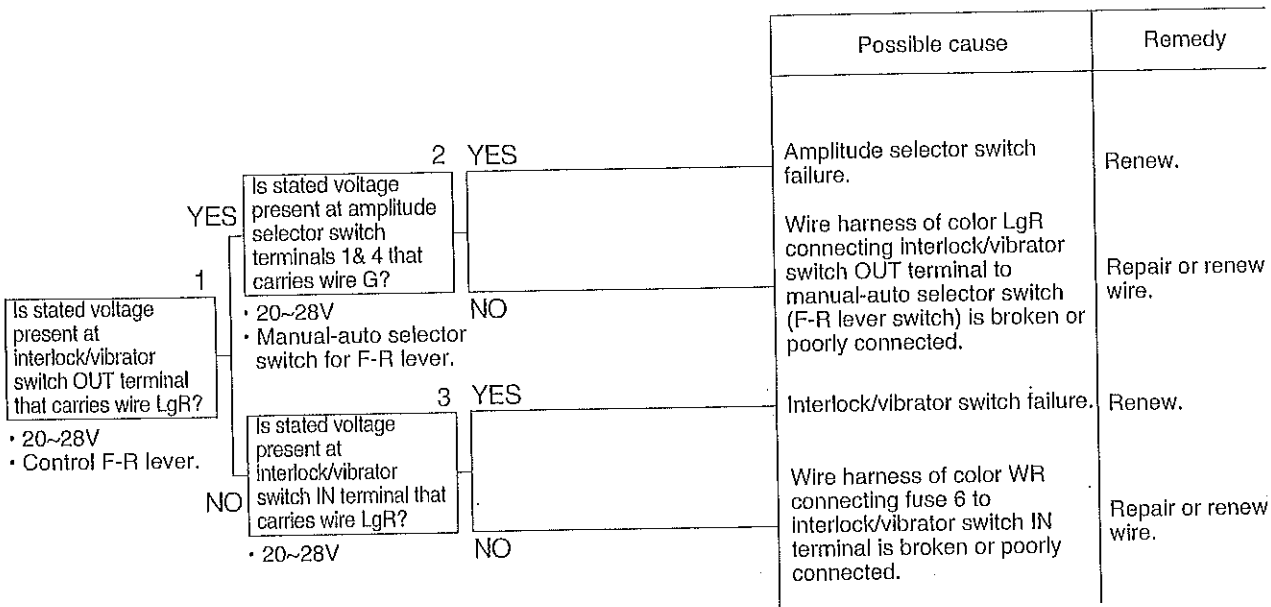 Possible cause
Remedy
1
Is stated voltage
present at
interlock/vibrator
switch OUT terminal
that carries wire LgR?
• 20~28V
• Control F-R lever.
YES
2
Is stated voltage
present at amplitude
selector switch
terminals 1& 4 that
carries wire G?
• 20~28V
• Manual-auto selector
switch for F-R lever.
YES
Amplitude selector switch
failure.
Renew.
NO
Wire harness of color LgR
connecting interlock/vibrator
switch OUT terminal to
manual-auto selector switch
(F-R lever switch) is broken or
poorly connected.
Repair or renew
wire.
NO
3
Is stated voltage
present at
interlock/vibrator
switch IN terminal that
carries wire LgR?
• 20~28V
YES
Interlock/vibrator switch failure.
Renew.
NO
Wire harness of color WR
connecting fuse 6 to
interlock/vibrator switch IN
terminal is broken or poorly
connected.
Repair or renew
wire.